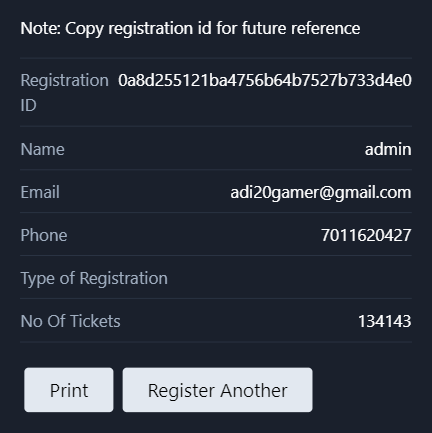 Note: Copy registration id for future reference
Registration 0a8d255121ba4756b64b7527b733d4e0
ID
Name admin
Email adi20gamer@gmail.com
Phone 7011620427
Type of Registration
No Of Tickets 134143
Print Register Another